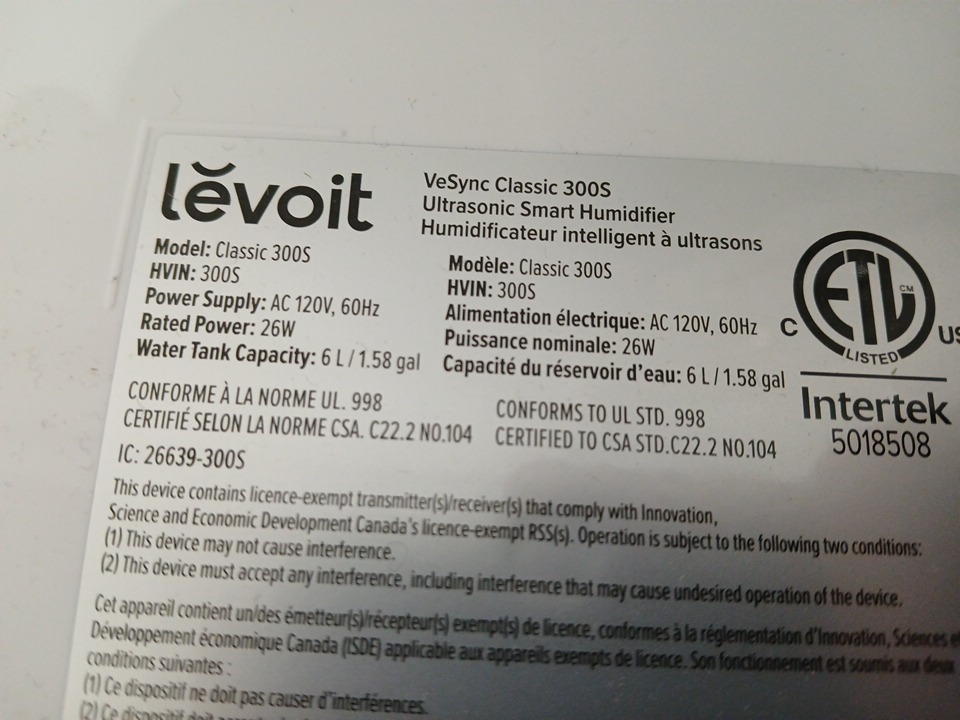 lĕvoit
VeSync Classic 300S
Ultrasonic Smart Humidifier
Humidificateur intelligent à ultrasons
Model: Classic 300S
HVIN: 300S
Power Supply: AC 120V, 60Hz
Rated Power: 26W
Water Tank Capacity: 6 L / 1.58 gal
Modèle: Classic 300S
HVIN: 300S
Alimentation électrique: AC 120V, 60Hz
Puissance nominale: 26W
Capacité du réservoir d'eau: 6 L / 1.58 gal
C ETL CM US
LISTED
Intertek
5018508
CONFORME À LA NORME UL. 998
CERTIFIÉ SELON LA NORME CSA. C22.2 NO.104
CONFORMS TO UL STD. 998
CERTIFIED TO CSA STD.C22.2 NO.104
IC: 26639-300S
This device contains licence-exempt transmitter(s)/receiver(s) that comply with Innovation,
Science and Economic Development Canada's licence-exempt RSS(s). Operation is subject to the following two conditions:
(1) This device may not cause interference.
(2) This device must accept any interference, including interference that may cause undesired operation of the device.
Cet appareil contient un/des émetteur(s)/récepteur(s) exempt(s) de licence, conformes à la réglementation d'Innovation, Sciences et
Développement économique Canada (ISDE) applicable aux appareils exempts de licence. Son fonctionnement est soumis aux deux
conditions suivantes :
(1) Ce dispositif ne doit pas causer d'interférences.
(2) Ce dispositif doit